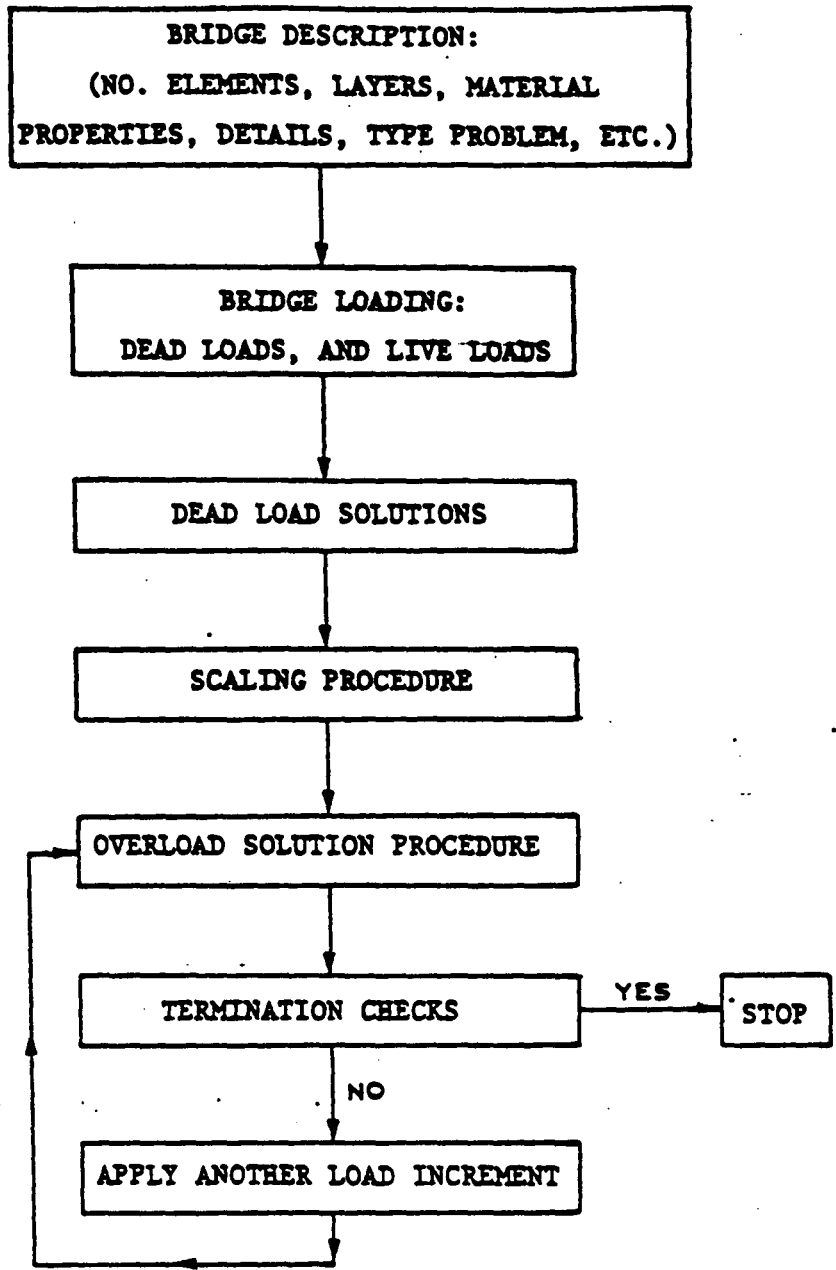 BRIDGE DESCRIPTION:
(NO. ELEMENTS, LAYERS, MATERIAL
PROPERTIES, DETAILS, TYPE PROBLEM, ETC.)
BRIDGE LOADING:
DEAD LOADS, AND LIVE LOADS
DEAD LOAD SOLUTIONS
SCALING PROCEDURE
OVERLOAD SOLUTION PROCEDURE
TERMINATION CHECKS
YES
STOP
NO
APPLY ANOTHER LOAD INCREMENT